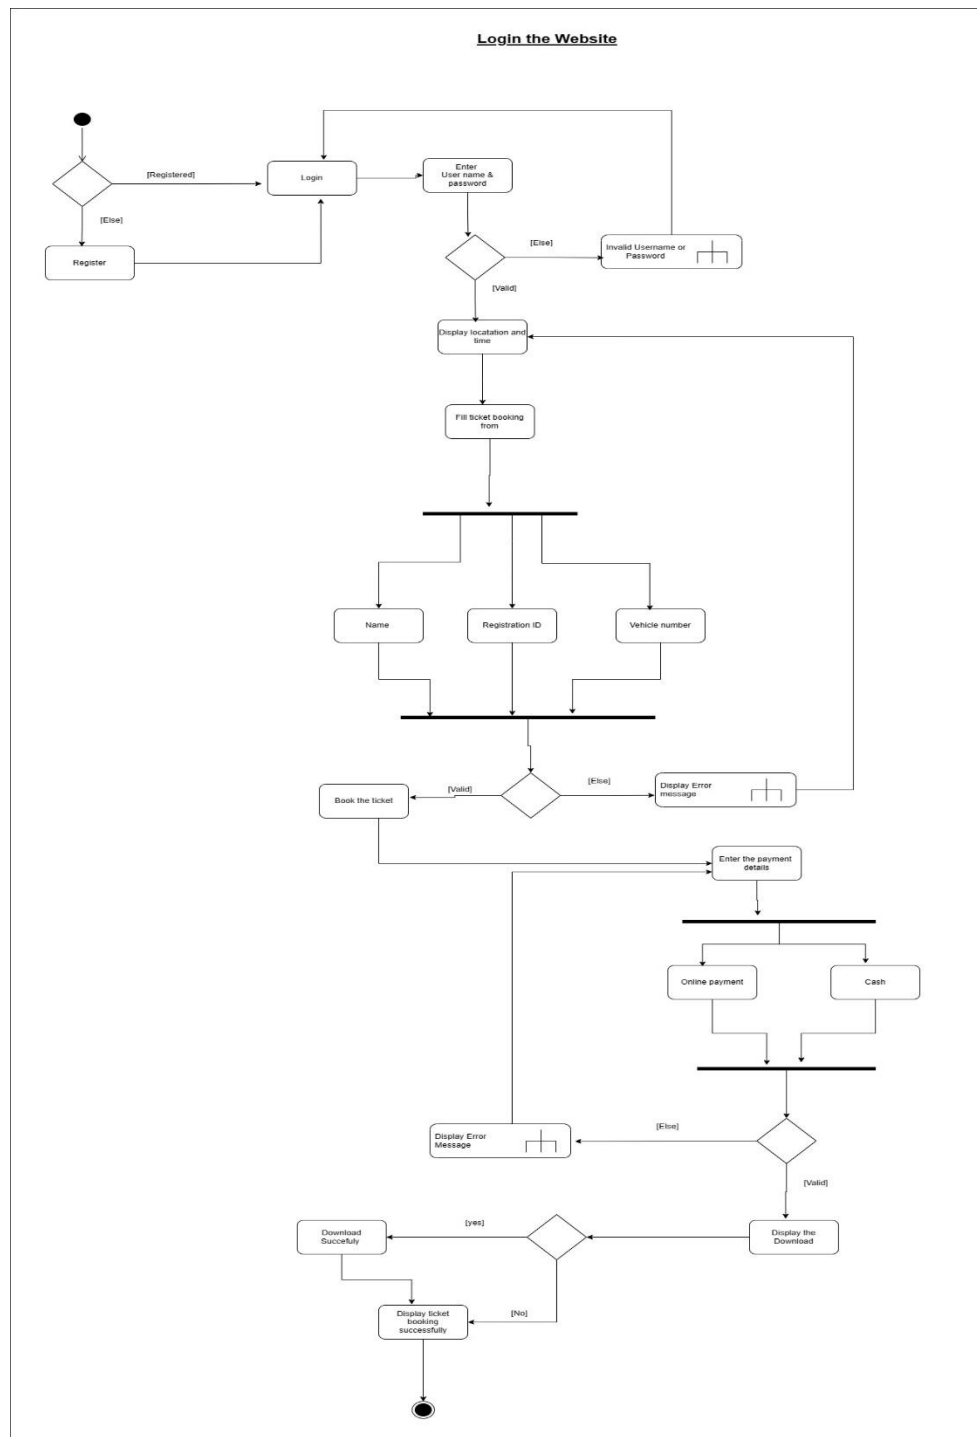 Login the Website
[Registered]
Login
Enter
User name &
password
[Else]
Register
[Else]
Invalid Username or
Password
[Valid]
Display locatation and
time
Fill ticket booking
from
Name
Registration ID
Vehicle number
[Valid]
[Else]
Book the ticket
Display Error
message
Enter the payment
details
Online payment
Cash
[Else]
Display Error
Message
[Valid]
[yes]
Download
Succefuly
Display the
Download
[No]
Display ticket
booking
successfully